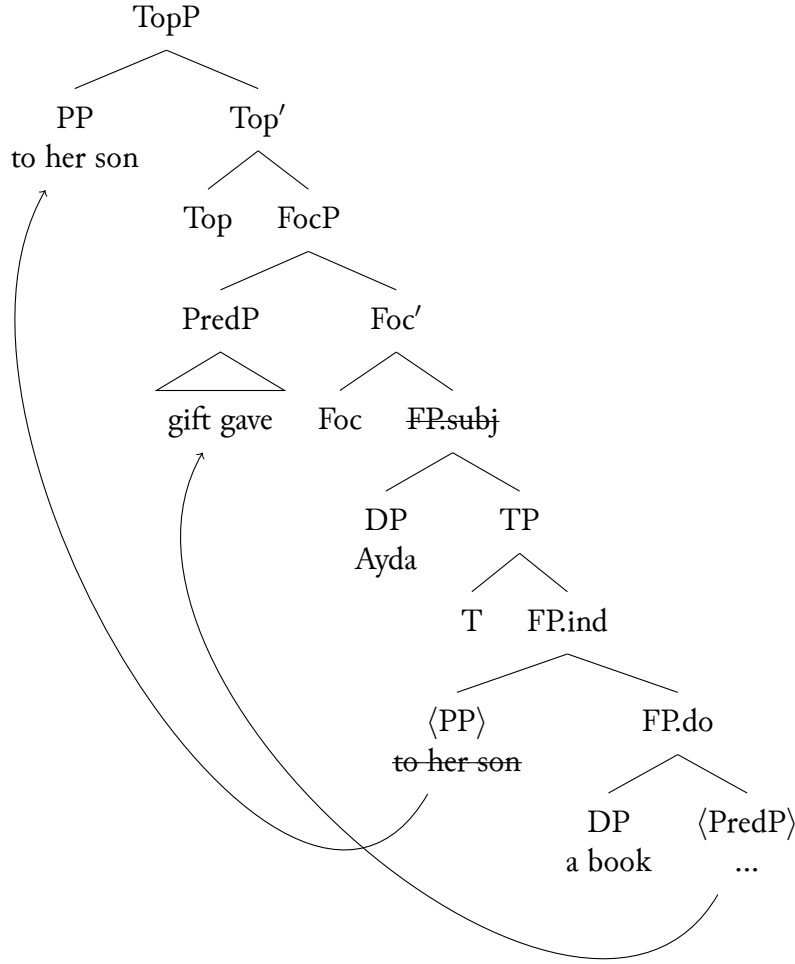 TopP
PP Top′
to her son
Top FocP
PredP Foc′
gift gave Foc FP.subj
DP TP
Ayda
T FP.ind
⟨PP⟩ FP.do
to her son
DP ⟨PredP⟩
a book ...